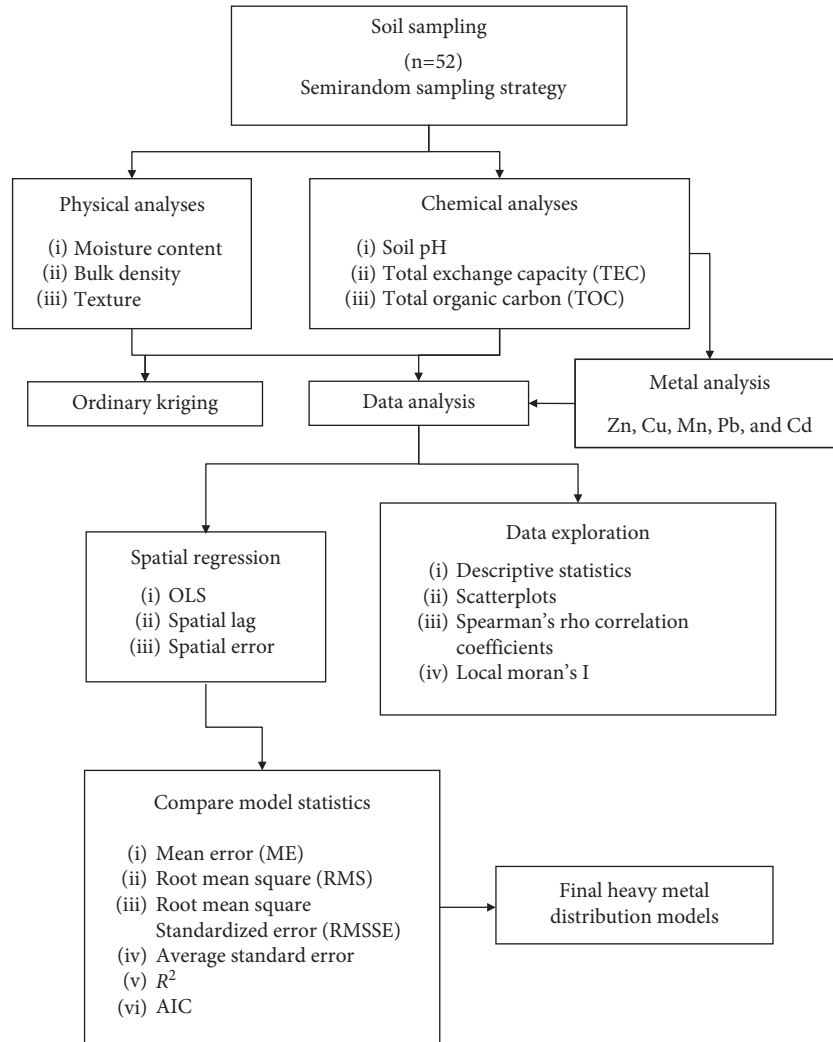 Soil sampling
(n=52)
Semirandom sampling strategy
Physical analyses
(i) Moisture content
(ii) Bulk density
(iii) Texture
Chemical analyses
(i) Soil pH
(ii) Total exchange capacity (TEC)
(iii) Total organic carbon (TOC)
Ordinary kriging
Data analysis
Metal analysis
Zn, Cu, Mn, Pb, and Cd
Spatial regression
(i) OLS
(ii) Spatial lag
(iii) Spatial error
Data exploration
(i) Descriptive statistics
(ii) Scatterplots
(iii) Spearman's rho correlation
coefficients
(iv) Local moran's I
Compare model statistics
(i) Mean error (ME)
(ii) Root mean square (RMS)
(iii) Root mean square
Standardized error (RMSSE)
(iv) Average standard error
(v) R²
(vi) AIC
Final heavy metal
distribution models